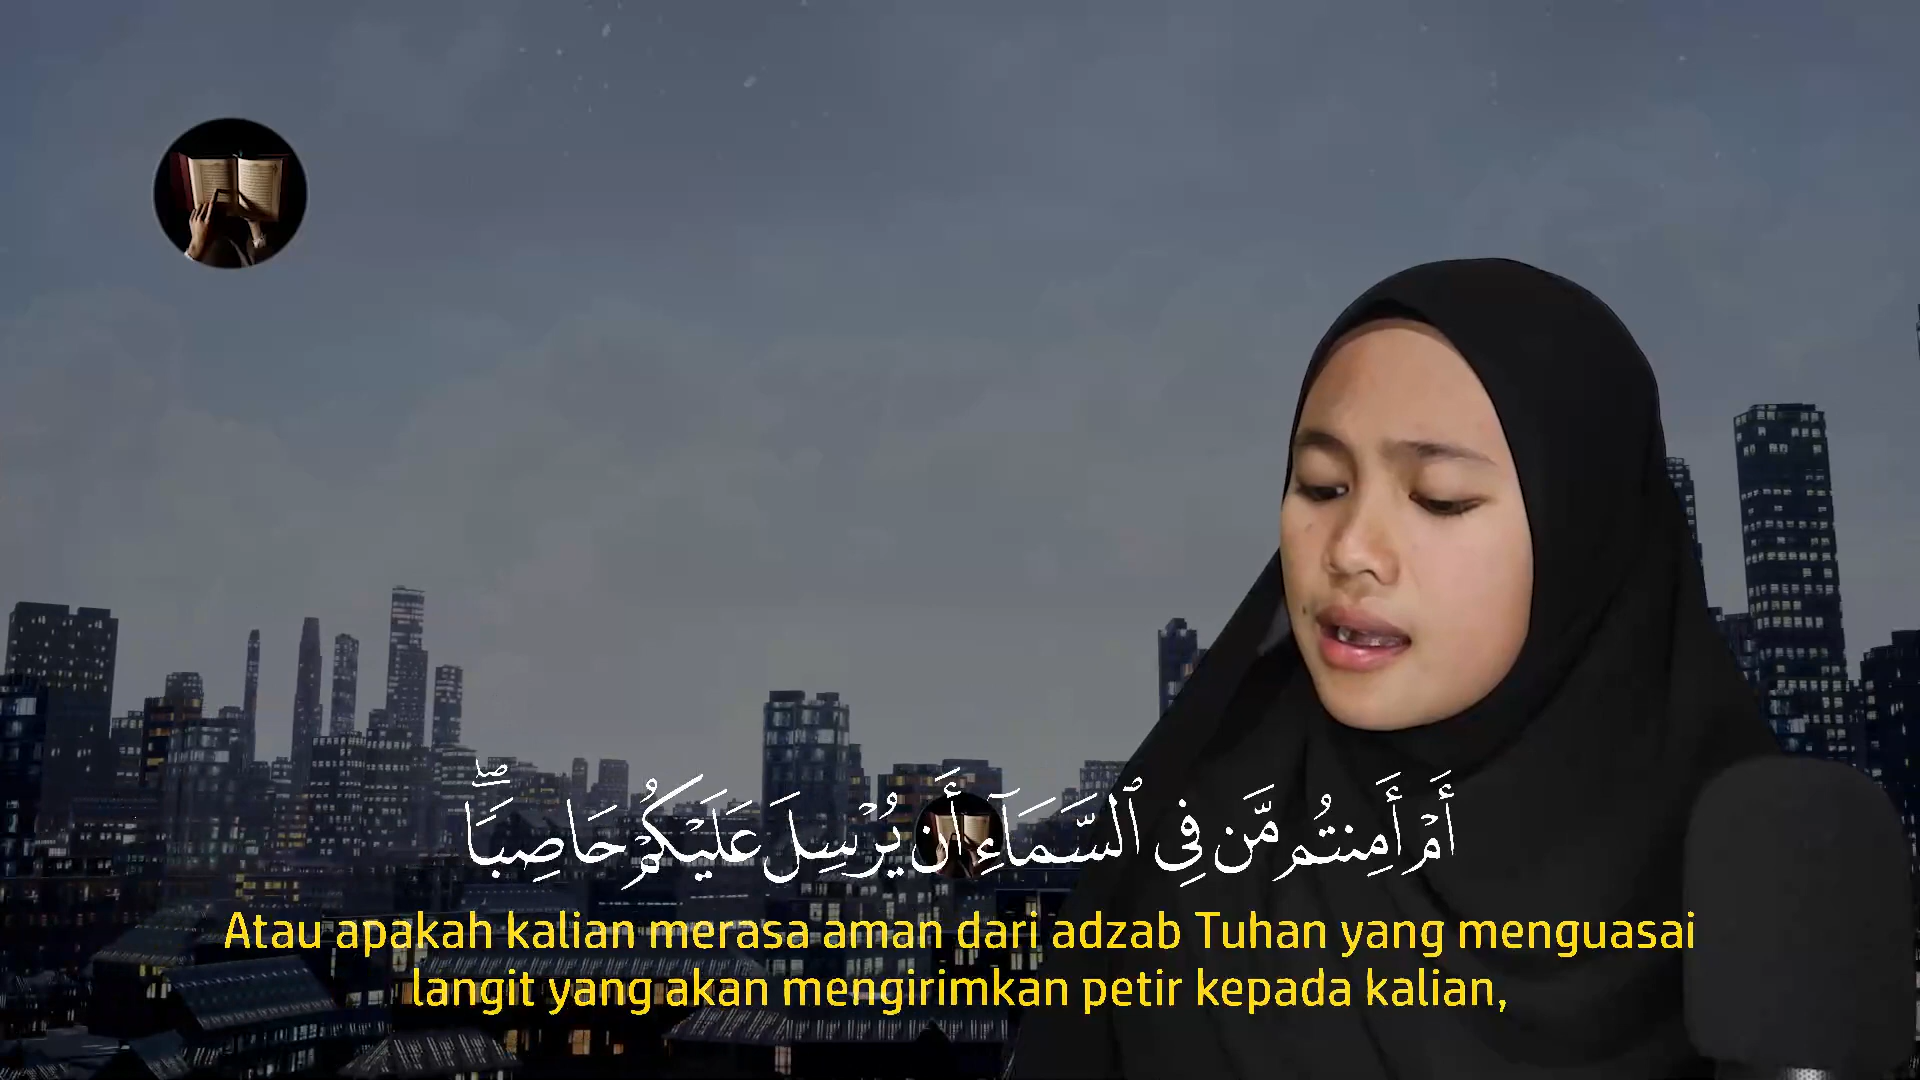 أَمۡ أَمِنتُم مَّن فِى ٱلسَّمَآءِ أَن يُرۡسِلَ عَلَيۡكُمۡ حَاصِبٗاۖ
Atau apakah kalian merasa aman dari adzab Tuhan yang menguasai
langit yang akan mengirimkan petir kepada kalian,